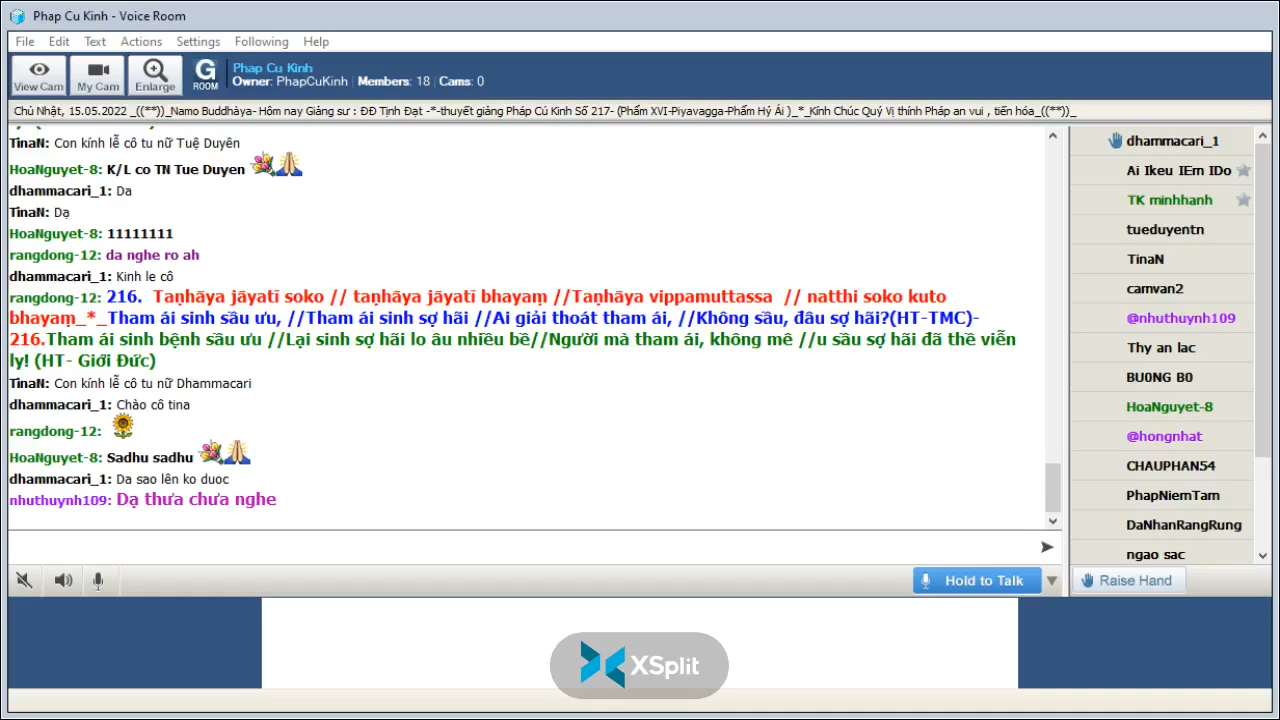 Phap Cu Kinh - Voice Room
File Edit Text Actions Settings Following Help
View Cam My Cam Enlarge G ROOM
Phap Cu Kinh
Owner: PhapCuKinh | Members: 18 | Cams: 0
Chủ Nhật, 15.05.2022 _((**))_Namo Buddhàya- Hôm nay Giảng sư : ĐĐ Tịnh Đạt -*-thuyết giảng Pháp Cú Kinh Số 217- (Phẩm XVI-Piyavagga-Phẩm Hỷ Ái )_*_Kính Chúc Quý Vị thính Pháp an vui , tiến hóa_((**))_
TinaN: Con kính lễ cô tu nữ Tuệ Duyên
HoaNguyet-8: K/L co TN Tue Duyen
dhammacari_1: Da
TinaN: Dạ
HoaNguyet-8: 11111111
rangdong-12: da nghe ro ah
dhammacari_1: Kinh le cô
rangdong-12: 216. Taṇhāya jāyatī soko // taṇhāya jāyatī bhayaṃ //Taṇhāya vippamuttassa // natthi soko kuto
bhayaṃ_*_Tham ái sinh sầu ưu, //Tham ái sinh sợ hãi //Ai giải thoát tham ái, //Không sầu, đâu sợ hãi?(HT-TMC)-
216.Tham ái sinh bệnh sầu ưu //Lại sinh sợ hãi lo âu nhiều bề//Người mà tham ái, không mê //u sầu sợ hãi đã thề viễn
ly! (HT- Giới Đức)
TinaN: Con kính lễ cô tu nữ Dhammacari
dhammacari_1: Chào cô tina
rangdong-12:
HoaNguyet-8: Sadhu sadhu
dhammacari_1: Da sao lên ko duoc
nhuthuynh109: Dạ thưa chưa nghe
Hold to Talk
dhammacari_1
Ai Ikeu IEm IDo
TK minhhanh
tueduyentn
TinaN
camvan2
@nhuthuynh109
Thy an lac
BU0NG B0
HoaNguyet-8
@hongnhat
CHAUPHAN54
PhapNiemTam
DaNhanRangRung
ngao sac
Raise Hand
XSplit